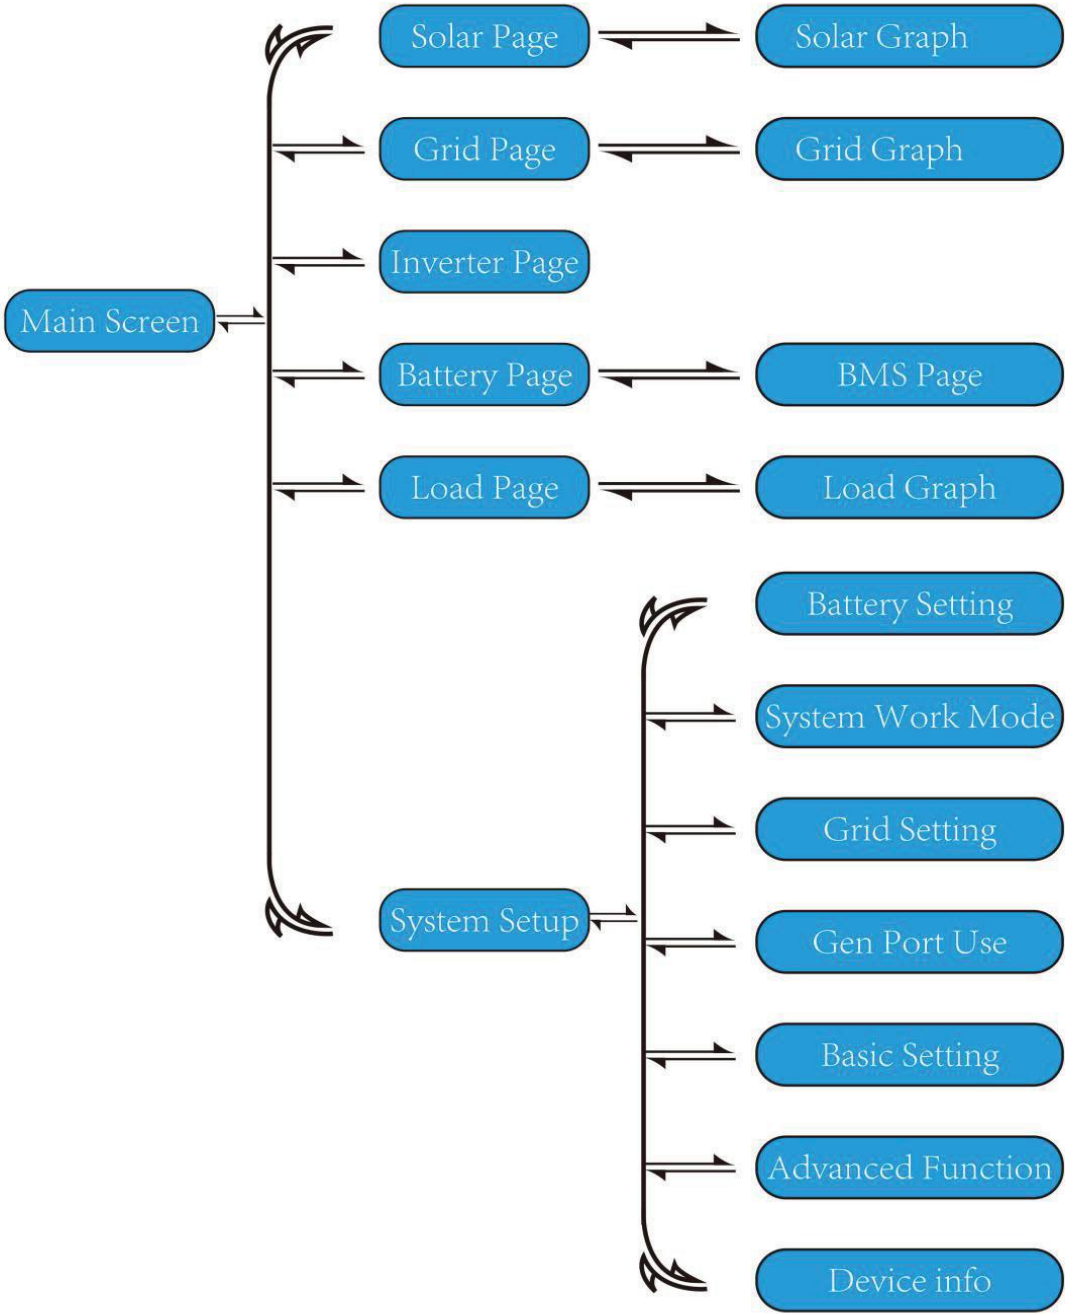 Solar Page
Solar Graph
Grid Page
Grid Graph
Inverter Page
Main Screen
Battery Page
BMS Page
Load Page
Load Graph
Battery Setting
System Work Mode
Grid Setting
System Setup
Gen Port Use
Basic Setting
Advanced Function
Device info